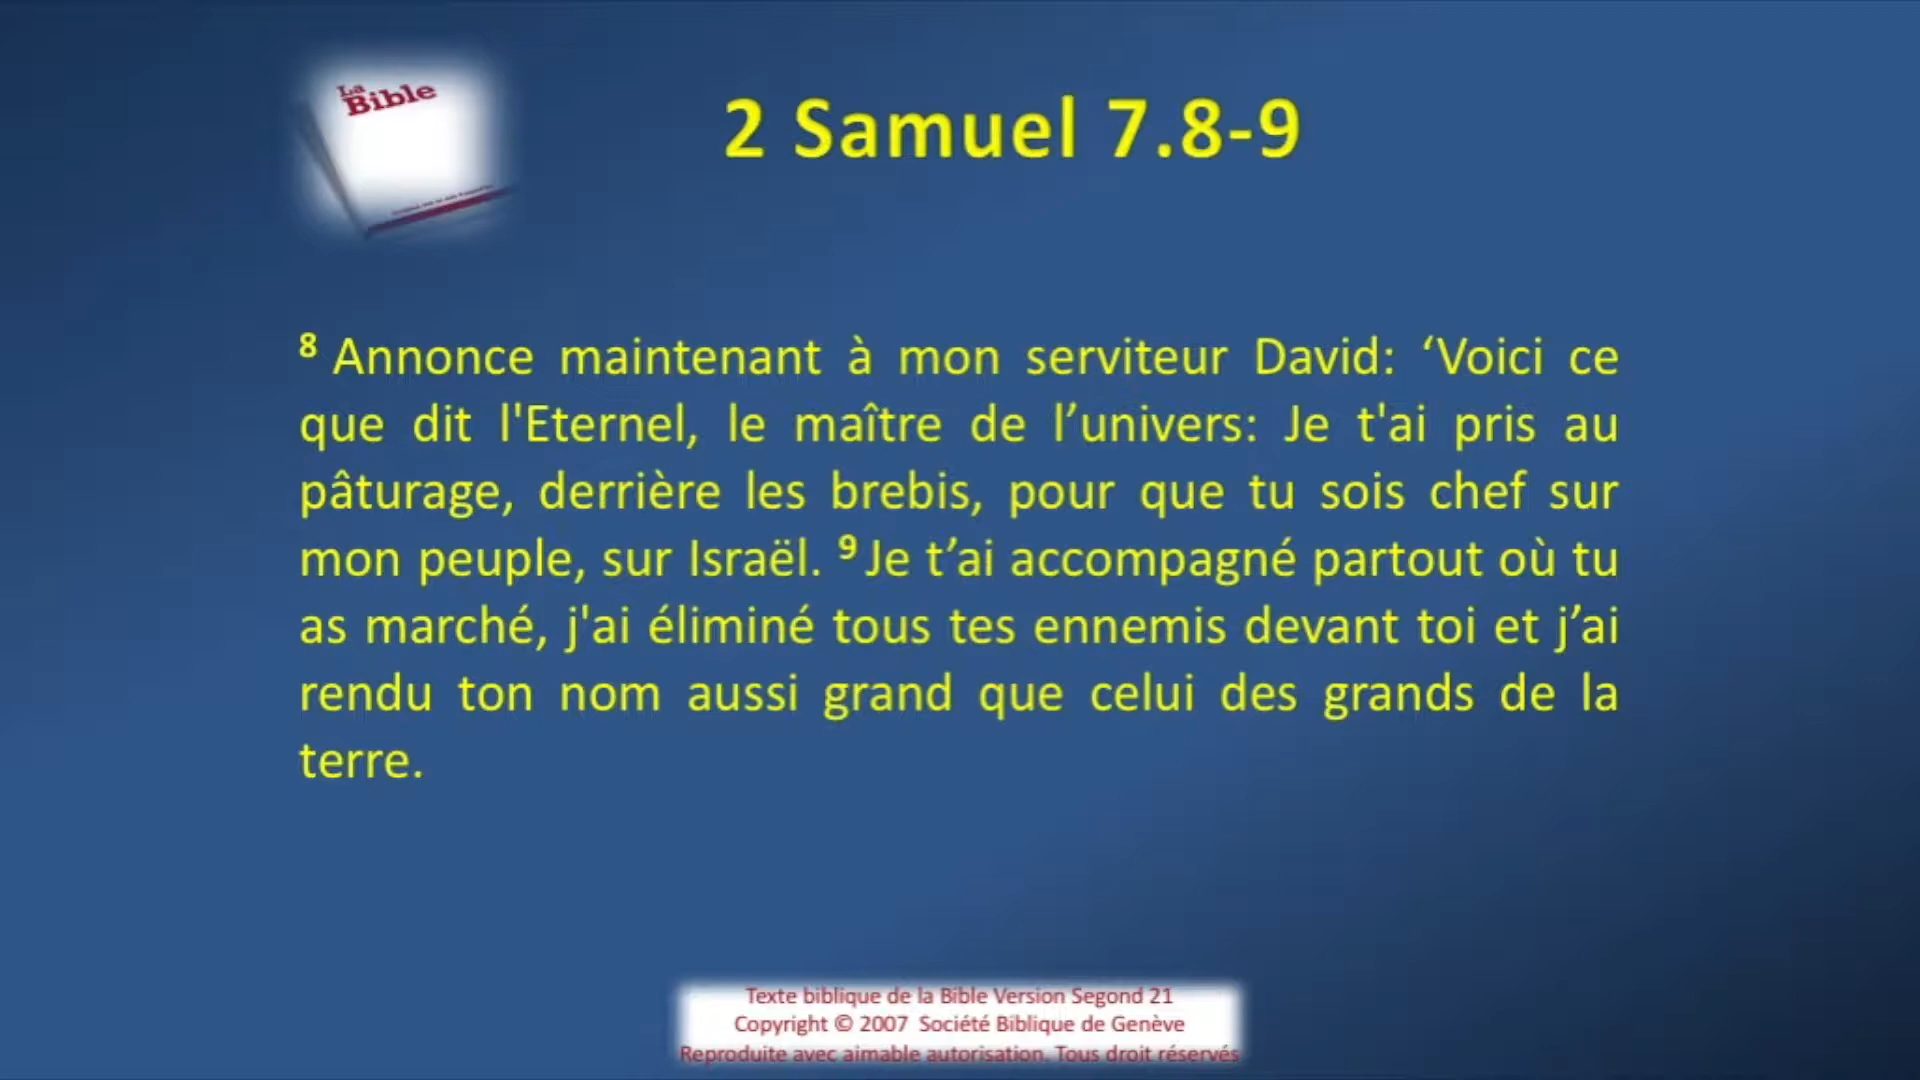 La
Bible
2 Samuel 7.8-9
8 Annonce maintenant à mon serviteur David: ‘Voici ce
que dit l'Eternel, le maître de l’univers: Je t'ai pris au
pâturage, derrière les brebis, pour que tu sois chef sur
mon peuple, sur Israël. 9 Je t’ai accompagné partout où tu
as marché, j'ai éliminé tous tes ennemis devant toi et j’ai
rendu ton nom aussi grand que celui des grands de la
terre.
Texte biblique de la Bible Version Segond 21
Copyright © 2007 Société Biblique de Genève
Reproduite avec aimable autorisation. Tous droit réservés